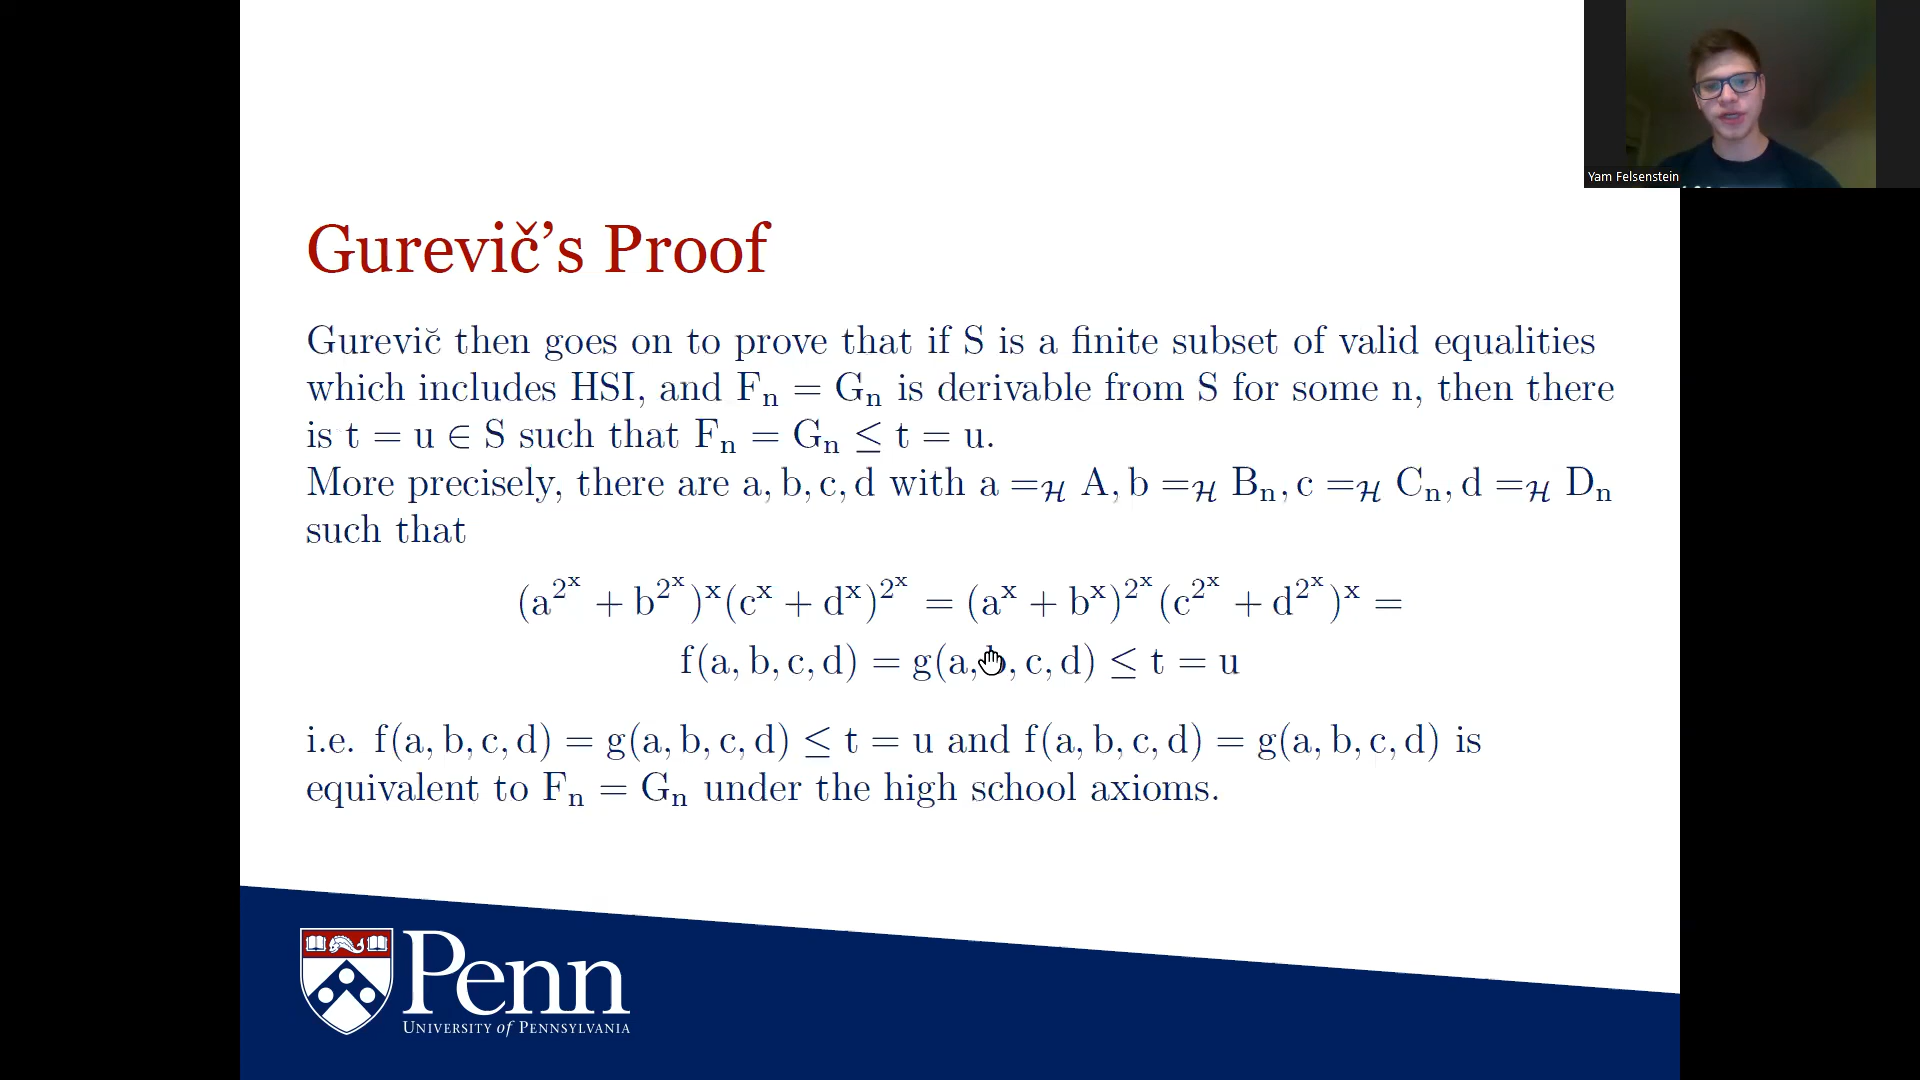 Yam Felsenstein
Gurevič’s Proof
Gurevič then goes on to prove that if S is a finite subset of valid equalities
which includes HSI, and Fₙ = Gₙ is derivable from S for some n, then there
is t = u ∈ S such that Fₙ = Gₙ ≤ t = u.
More precisely, there are a, b, c, d with a =_ℋ A, b =_ℋ Bₙ, c =_ℋ Cₙ, d =_ℋ Dₙ
such that
(a^{2^x} + b^{2^x})^x (c^x + d^x)^{2^x} = (a^x + b^x)^{2^x} (c^{2^x} + d^{2^x})^x =
f(a, b, c, d) = g(a, b, c, d) ≤ t = u
i.e. f(a, b, c, d) = g(a, b, c, d) ≤ t = u and f(a, b, c, d) = g(a, b, c, d) is
equivalent to Fₙ = Gₙ under the high school axioms.
Penn
UNIVERSITY of PENNSYLVANIA